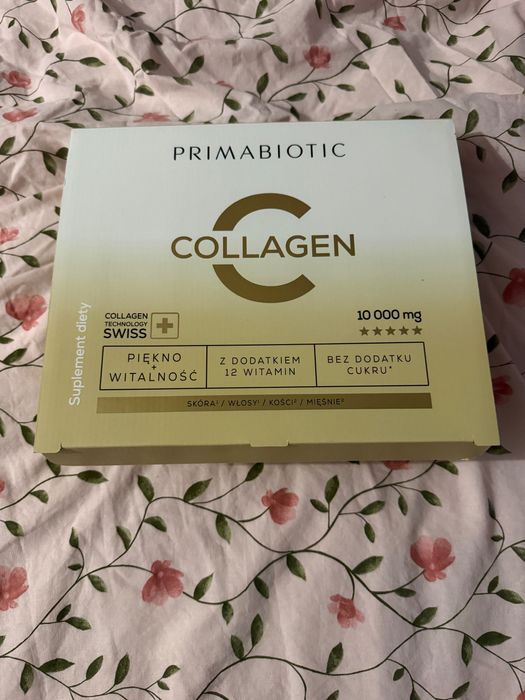 PRIMABIOTIC
COLLAGEN
Suplement diety
COLLAGEN
TECHNOLOGY
SWISS
10 000 mg
PIĘKNO
+
WITALNOŚĆ
Z DODATKIEM
12 WITAMIN
BEZ DODATKU
CUKRU*
SKÓRA¹ / WŁOSY¹ / KOŚCI² / MIĘŚNIE²